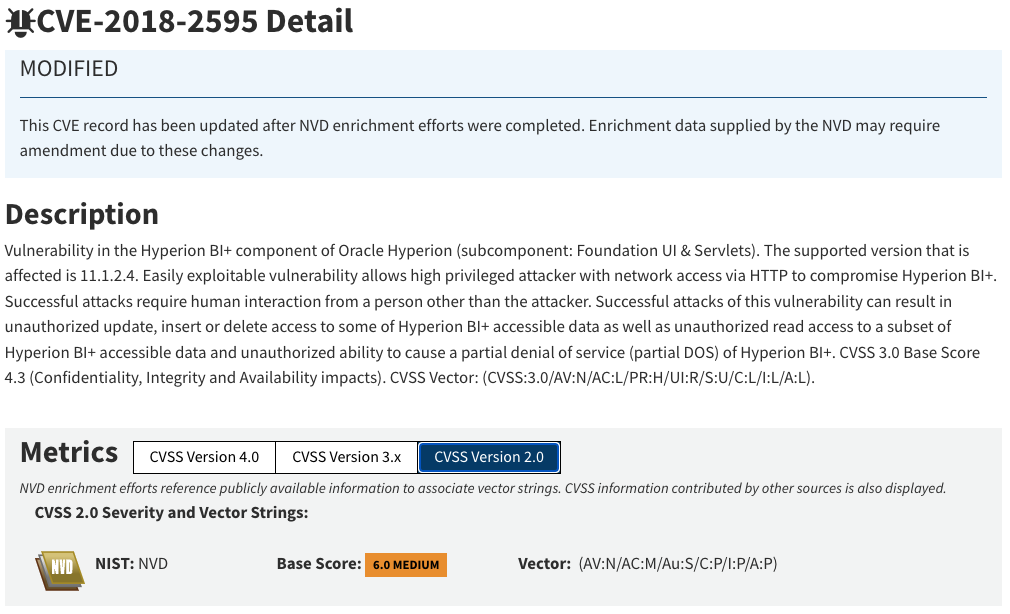 CVE-2018-2595 Detail
MODIFIED
This CVE record has been updated after NVD enrichment efforts were completed. Enrichment data supplied by the NVD may require
amendment due to these changes.
Description
Vulnerability in the Hyperion BI+ component of Oracle Hyperion (subcomponent: Foundation UI & Servlets). The supported version that is
affected is 11.1.2.4. Easily exploitable vulnerability allows high privileged attacker with network access via HTTP to compromise Hyperion BI+.
Successful attacks require human interaction from a person other than the attacker. Successful attacks of this vulnerability can result in
unauthorized update, insert or delete access to some of Hyperion BI+ accessible data as well as unauthorized read access to a subset of
Hyperion BI+ accessible data and unauthorized ability to cause a partial denial of service (partial DOS) of Hyperion BI+. CVSS 3.0 Base Score
4.3 (Confidentiality, Integrity and Availability impacts). CVSS Vector: (CVSS:3.0/AV:N/AC:L/PR:H/UI:R/S:U/C:L/I:L/A:L).
Metrics CVSS Version 4.0 CVSS Version 3.x CVSS Version 2.0
NVD enrichment efforts reference publicly available information to associate vector strings. CVSS information contributed by other sources is also displayed.
CVSS 2.0 Severity and Vector Strings:
NVD NIST: NVD Base Score: 6.0 MEDIUM Vector: (AV:N/AC:M/Au:S/C:P/I:P/A:P)